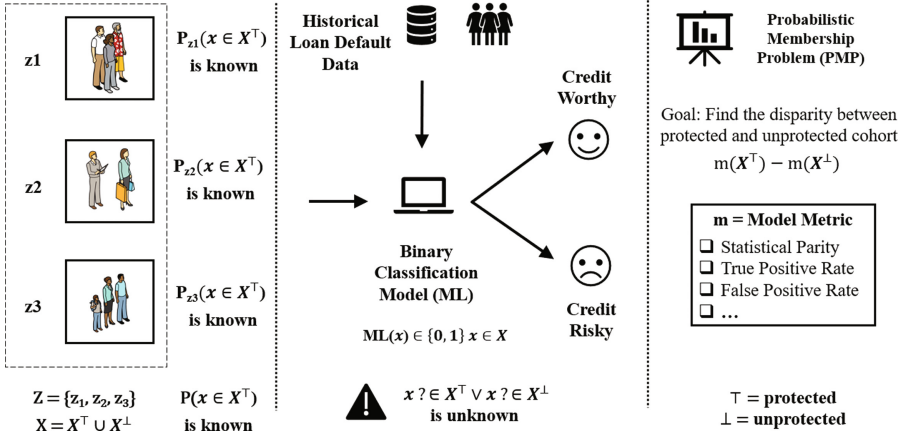 z1
P_z1(x ∈ X^⊤)
is known
z2
P_z2(x ∈ X^⊤)
is known
z3
P_z3(x ∈ X^⊤)
is known
Z = {z₁, z₂, z₃}
X = X^⊤ ∪ X^⊥
P(x ∈ X^⊤)
is known
Historical
Loan Default
Data
Credit
Worthy
Binary
Classification
Model (ML)
Credit
Risky
ML(x) ∈ {0, 1} x ∈ X
x ?∈ X^⊤ ∨ x ?∈ X^⊥
is unknown
Probabilistic
Membership
Problem (PMP)
Goal: Find the disparity between
protected and unprotected cohort
m(X^⊤) − m(X^⊥)
m = Model Metric
❑ Statistical Parity
❑ True Positive Rate
❑ False Positive Rate
❑ …
⊤ = protected
⊥ = unprotected